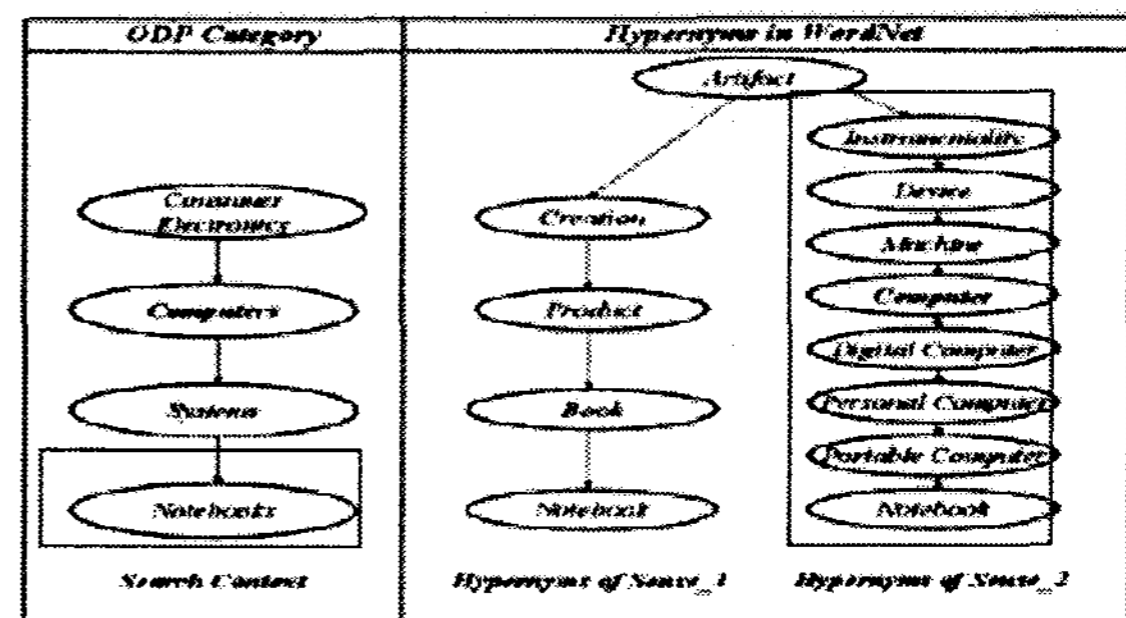 ODP Category
Hypernyms in WordNet
Artifact
Instrumentality
Consumer
Electronics
Device
Creation
Machine
Computers
Product
Computer
Digital Computer
Systems
Book
Personal Computer
Portable Computer
Notebooks
Notebook
Notebook
Search Context
Hypernyms of Sense_1
Hypernyms of Sense_2